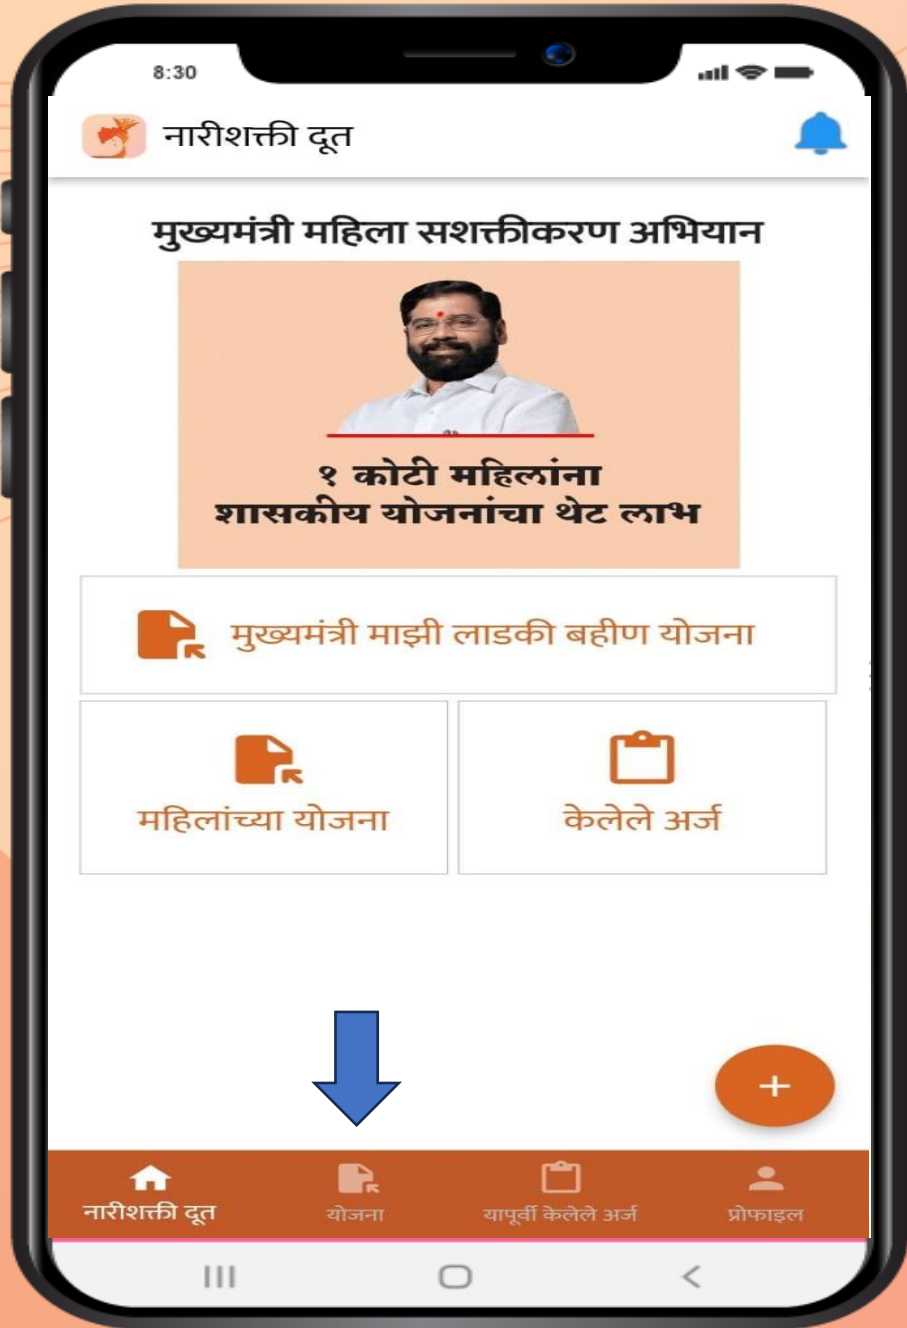 8:30
नारीशक्ती दूत
मुख्यमंत्री महिला सशक्तीकरण अभियान
१ कोटी महिलांना
शासकीय योजनांचा थेट लाभ
मुख्यमंत्री माझी लाडकी बहीण योजना
महिलांच्या योजना
केलेले अर्ज
नारीशक्ती दूत
योजना
यापूर्वी केलेले अर्ज
प्रोफाइल